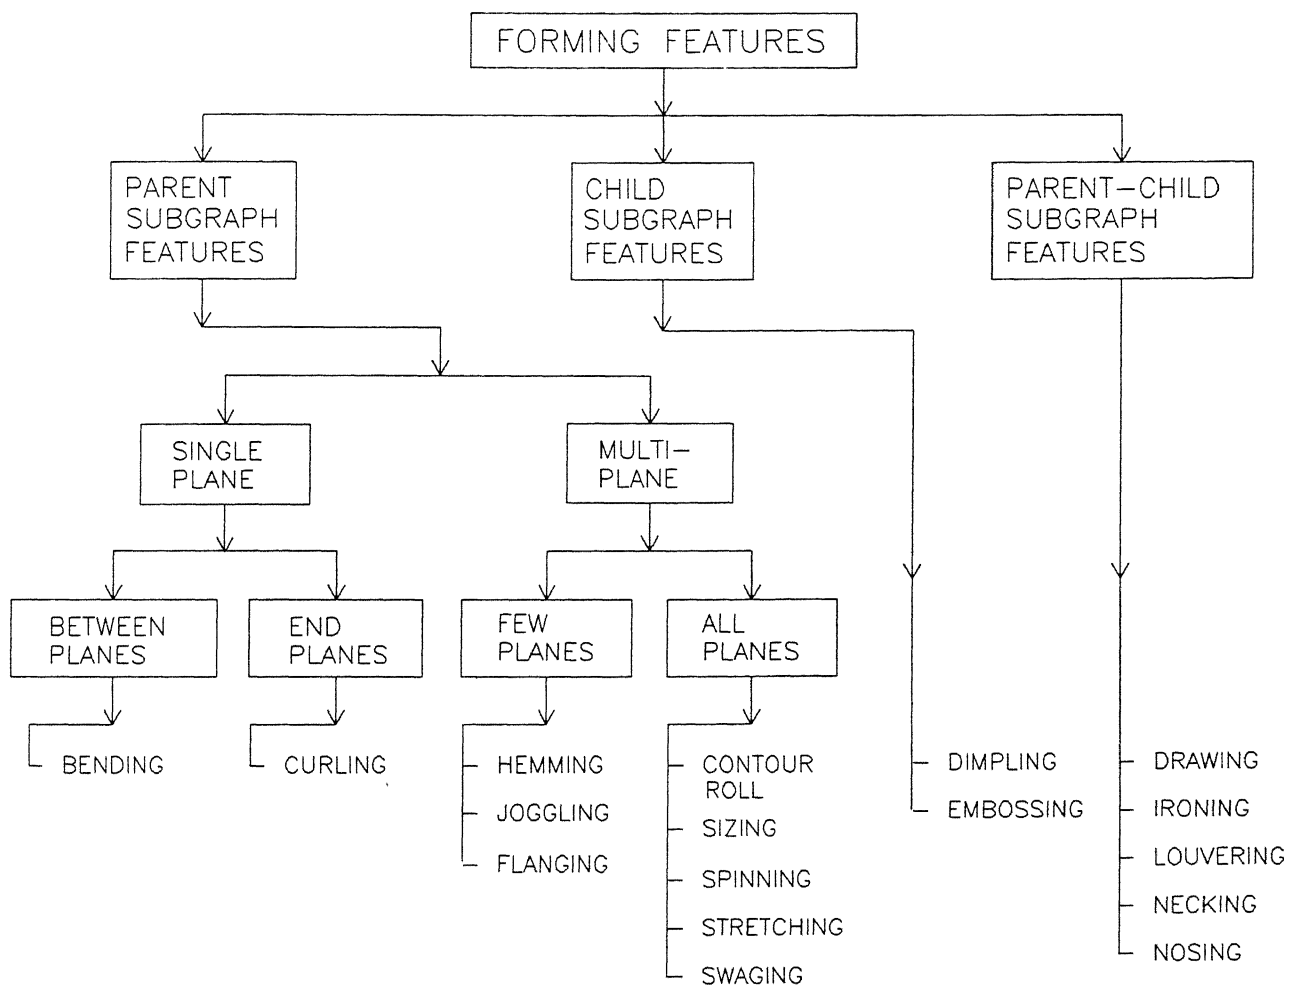 FORMING FEATURES
PARENT
SUBGRAPH
FEATURES
CHILD
SUBGRAPH
FEATURES
PARENT-CHILD
SUBGRAPH
FEATURES
SINGLE
PLANE
MULTI-
PLANE
BETWEEN
PLANES
END
PLANES
FEW
PLANES
ALL
PLANES
BENDING
CURLING
HEMMING
JOGGLING
FLANGING
CONTOUR
ROLL
SIZING
SPINNING
STRETCHING
SWAGING
DIMPLING
EMBOSSING
DRAWING
IRONING
LOUVERING
NECKING
NOSING